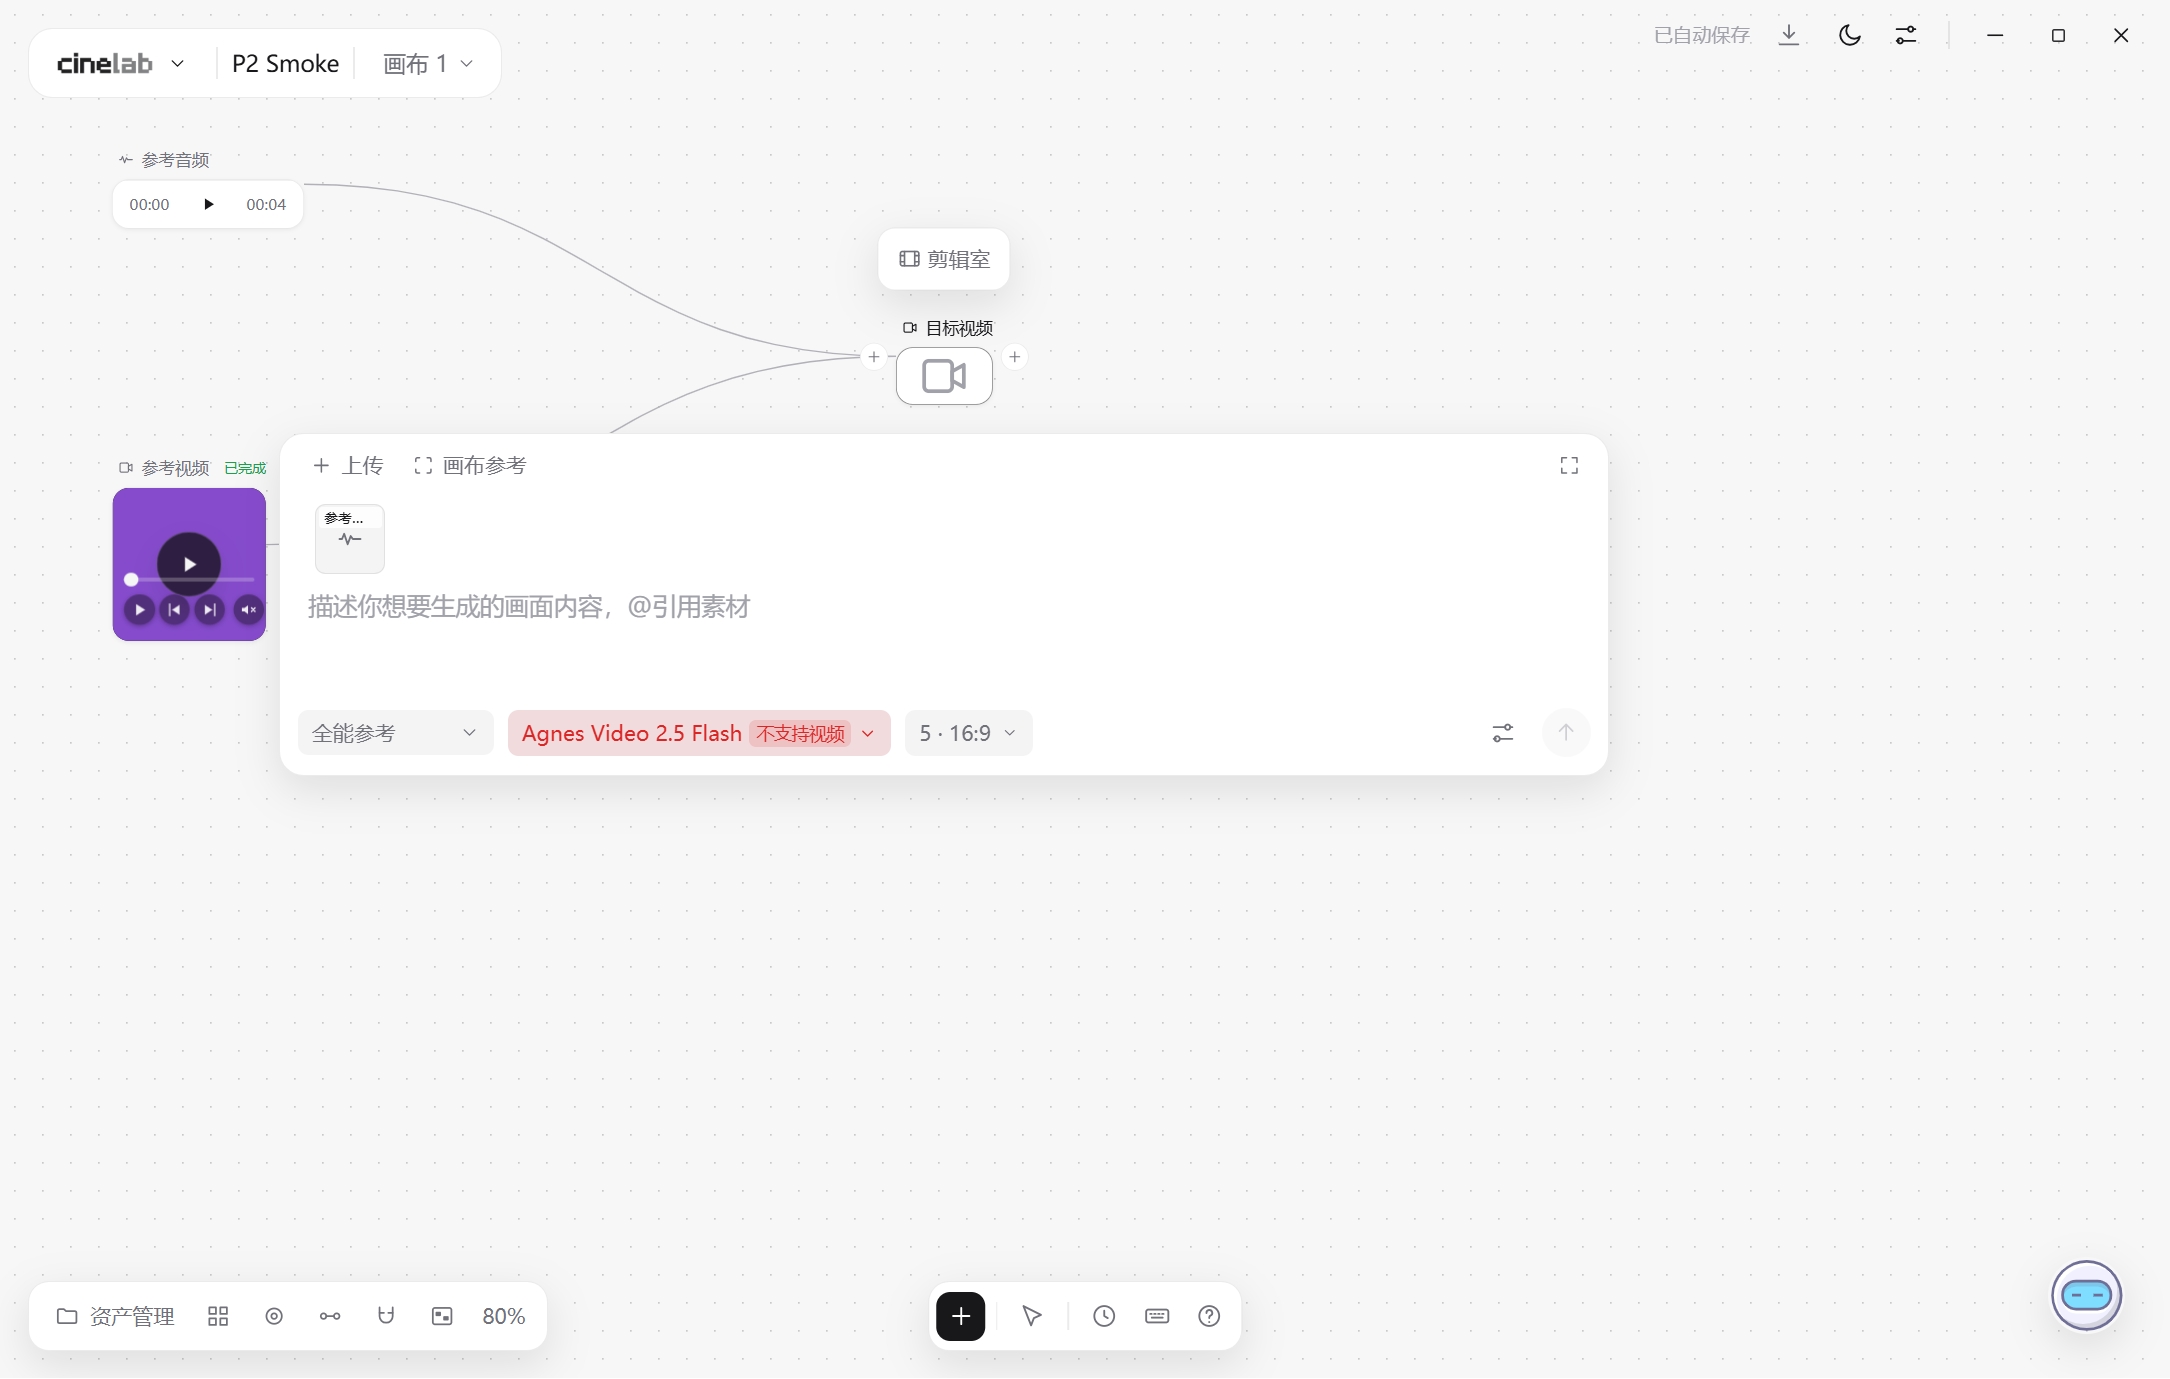 cinelab
P2 Smoke
画布 1
已自动保存
参考音频
00:00
00:04
剪辑室
目标视频
参考视频 已完成
上传
画布参考
参考...
描述你想要生成的画面内容，@引用素材
全能参考
Agnes Video 2.5 Flash 不支持视频
5 · 16:9
资产管理
80%